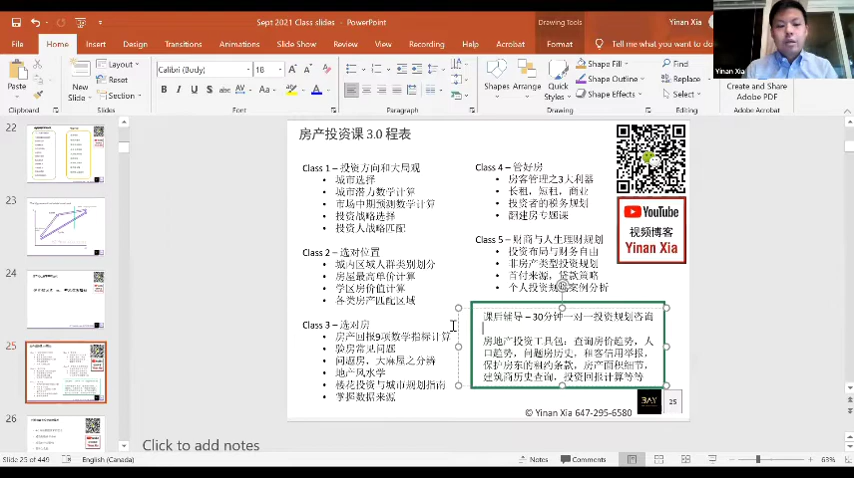 Sept 2021 Class slides - PowerPoint
Drawing Tools
Yinan Xia
File
Home
Insert
Design
Transitions
Animations
Slide Show
Review
View
Recording
Acrobat
Format
Tell me what you want to do
Paste
New
Slide
Layout
Reset
Section
Calibri (Body)
16
Shapes
Arrange
Quick
Styles
Shape Fill
Shape Outline
Shape Effects
Find
Replace
Select
Create and Share
Adobe PDF
Clipboard
Slides
Font
Paragraph
Drawing
Editing
Adobe Acrobat
Yinan Xia
22
23
24
25
26
房产投资课 3.0 程表
Class 1 – 投资方向和大局观
• 城市选择
• 城市潜力数学计算
• 市场中期预测数学计算
• 投资战略选择
• 投资人战略匹配
Class 2 – 选对位置
• 城内区域人群类别划分
• 房屋最高单价计算
• 学区房价值计算
• 各类房产匹配区域
Class 3 – 选对房
• 房产回报9项数学指标计算
• 验房常见问题
• 问题房，大麻屋之分辨
• 地产风水学
• 楼花投资与城市规划指南
• 掌握数据来源
Class 4 – 管好房
• 房客管理之3大利器
• 长租，短租，商业
• 投资者的税务规划
• 翻建房专题课
Class 5 – 财商与人生理财规划
• 投资布局与财务自由
• 非房产类型投资规划
• 首付来源，贷款策略
• 个人投资规划案例分析
课后辅导 – 30分钟一对一投资规划咨询
房地产投资工具包：查询房价趋势，人
口趋势，问题房历史，租客信用举报，
保护房东的租约条款，房产面积细节，
建筑商历史查询，投资回报计算等等
YouTube
视频博客
Yinan Xia
© Yinan Xia 647-295-6580
BAY
25
Click to add notes
Slide 25 of 449
English (Canada)
Notes
Comments
63%